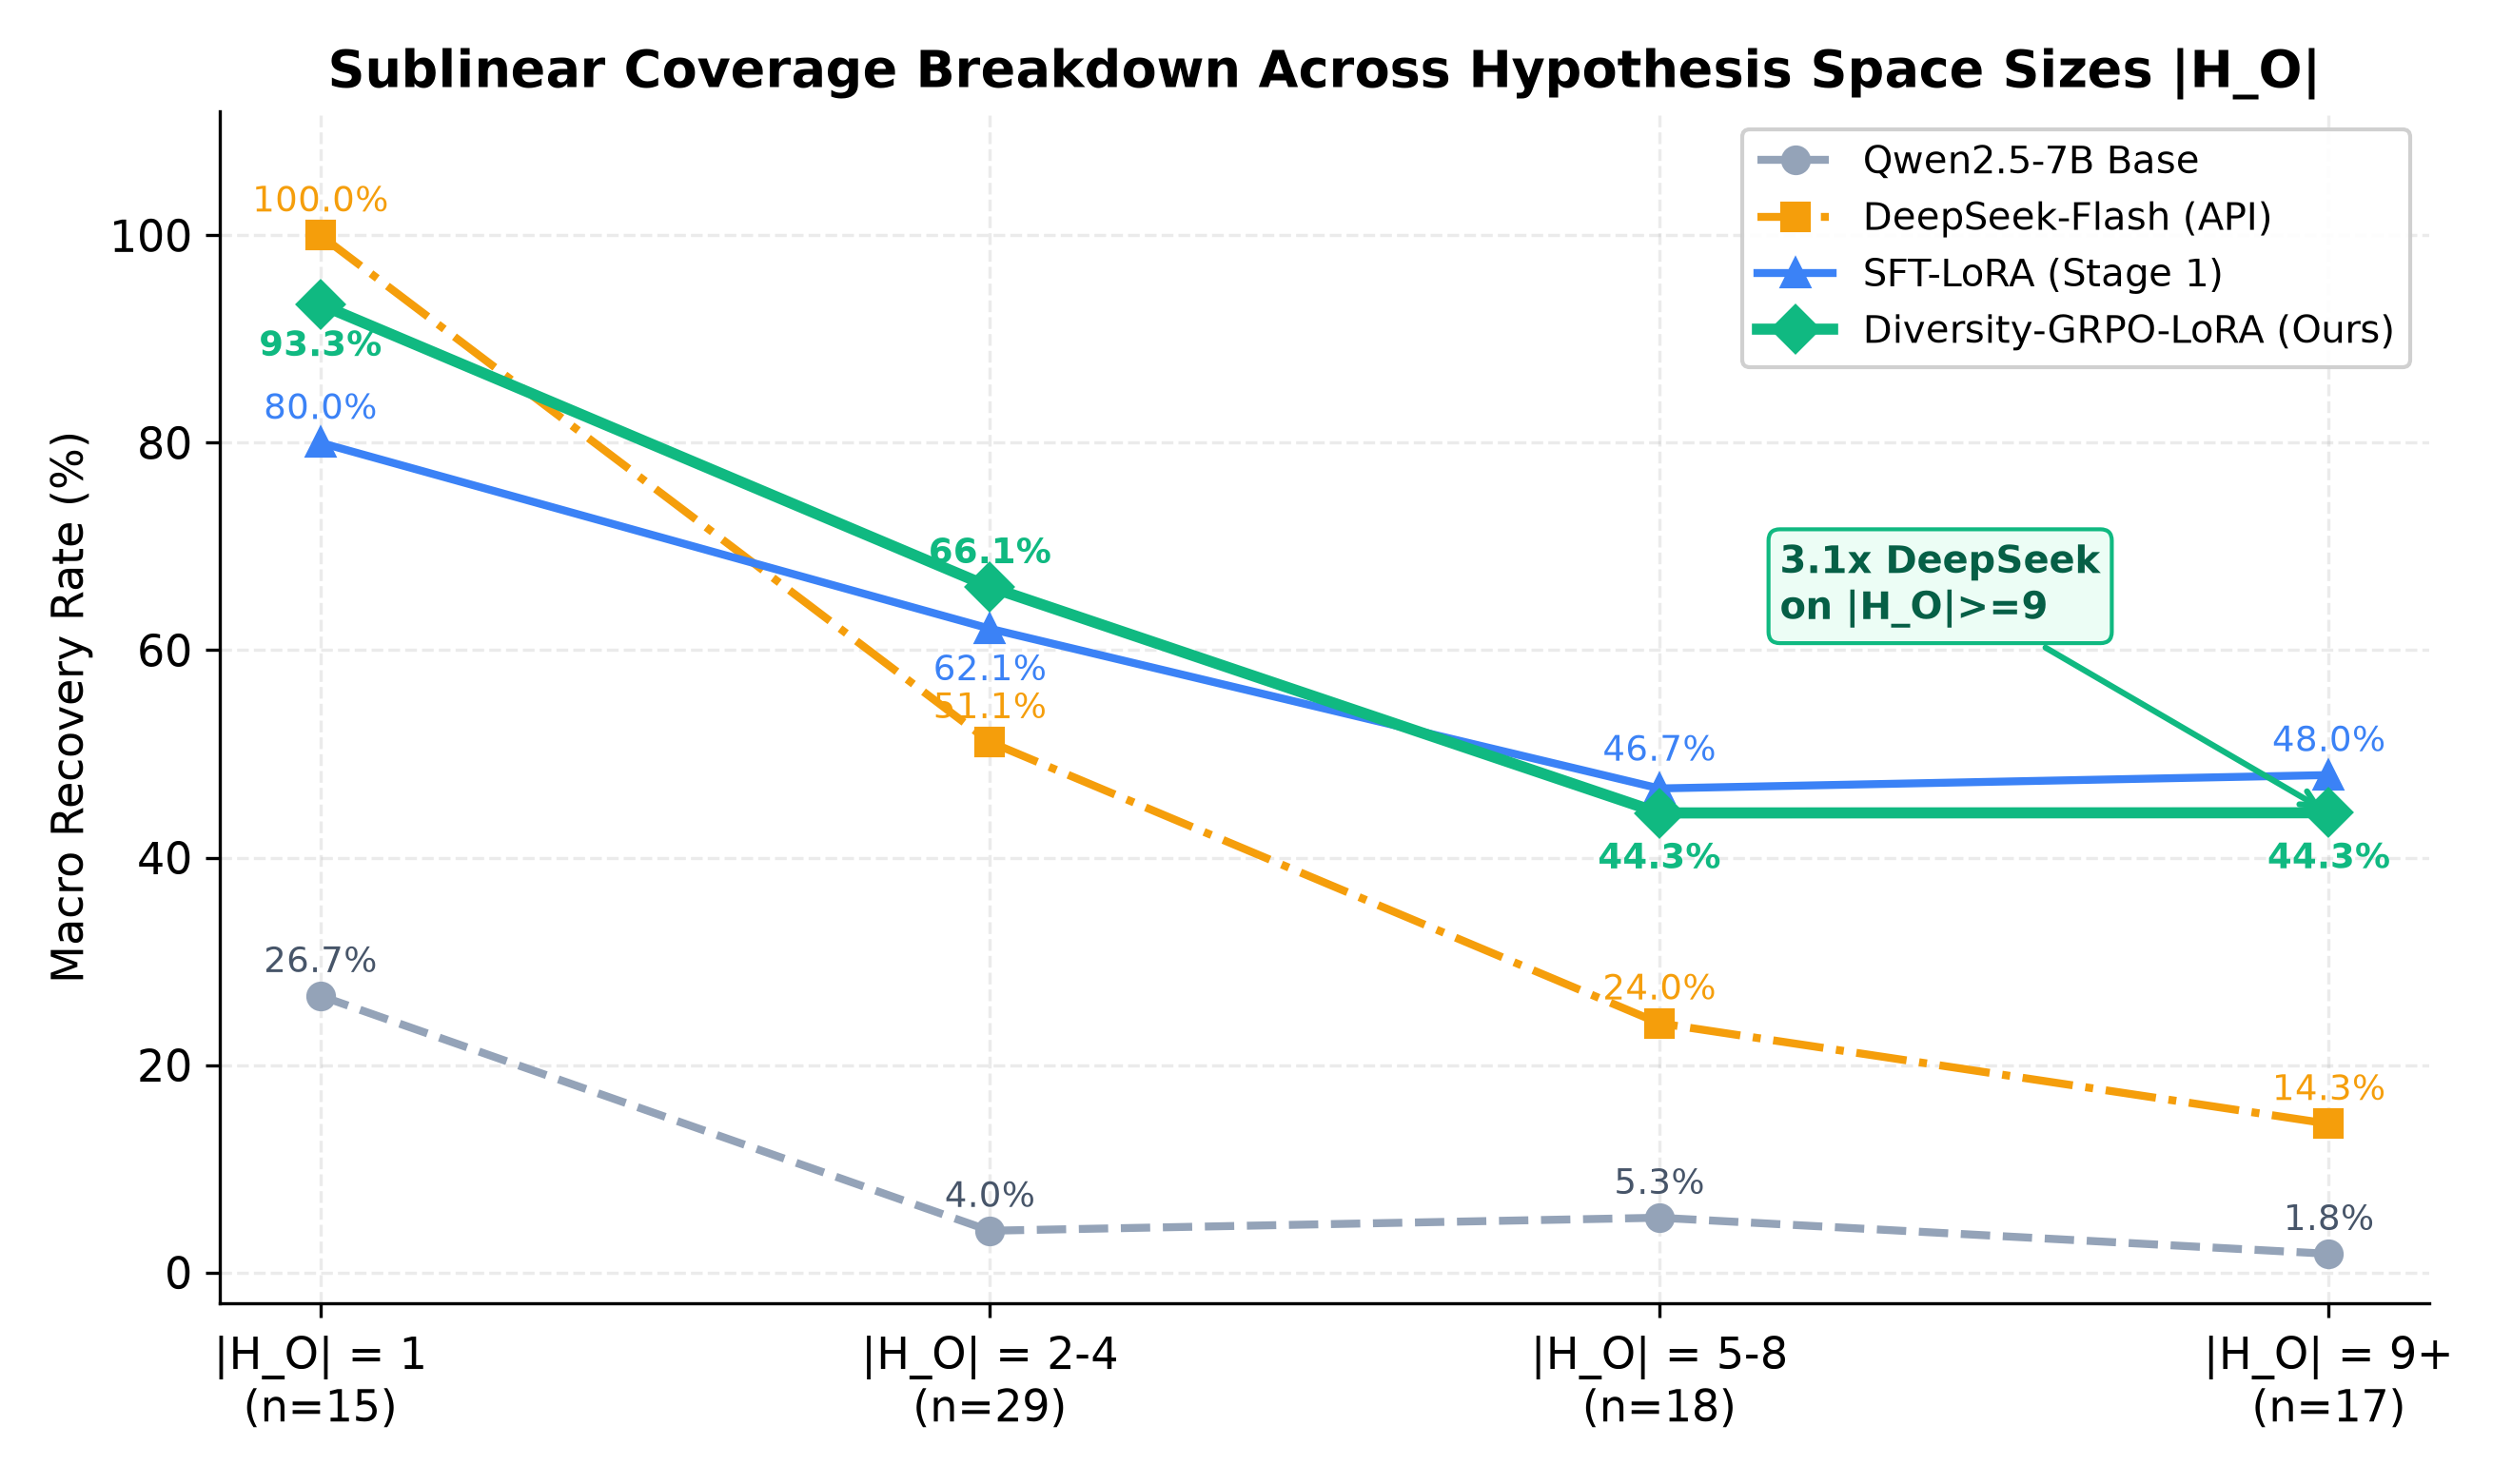 Sublinear Coverage Breakdown Across Hypothesis Space Sizes |H_O|
Qwen2.5-7B Base
DeepSeek-Flash (API)
SFT-LoRA (Stage 1)
Diversity-GRPO-LoRA (Ours)
Macro Recovery Rate (%)
100
80
60
40
20
0
100.0%
93.3%
80.0%
26.7%
66.1%
62.1%
51.1%
4.0%
46.7%
44.3%
24.0%
5.3%
3.1x DeepSeek
on |H_O|>=9
48.0%
44.3%
14.3%
1.8%
|H_O| = 1
(n=15)
|H_O| = 2-4
(n=29)
|H_O| = 5-8
(n=18)
|H_O| = 9+
(n=17)